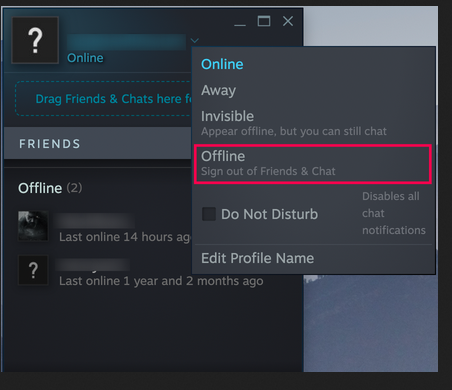 ?
Online
Drag Friends & Chats here fo
FRIENDS
Offline (2)
Last online 14 hours ag
?
Last online 1 year and 2 months ago
Online
Away
Invisible
Appear offline, but you can still chat
Offline
Sign out of Friends & Chat
Do Not Disturb
Disables all
chat
notifications
Edit Profile Name